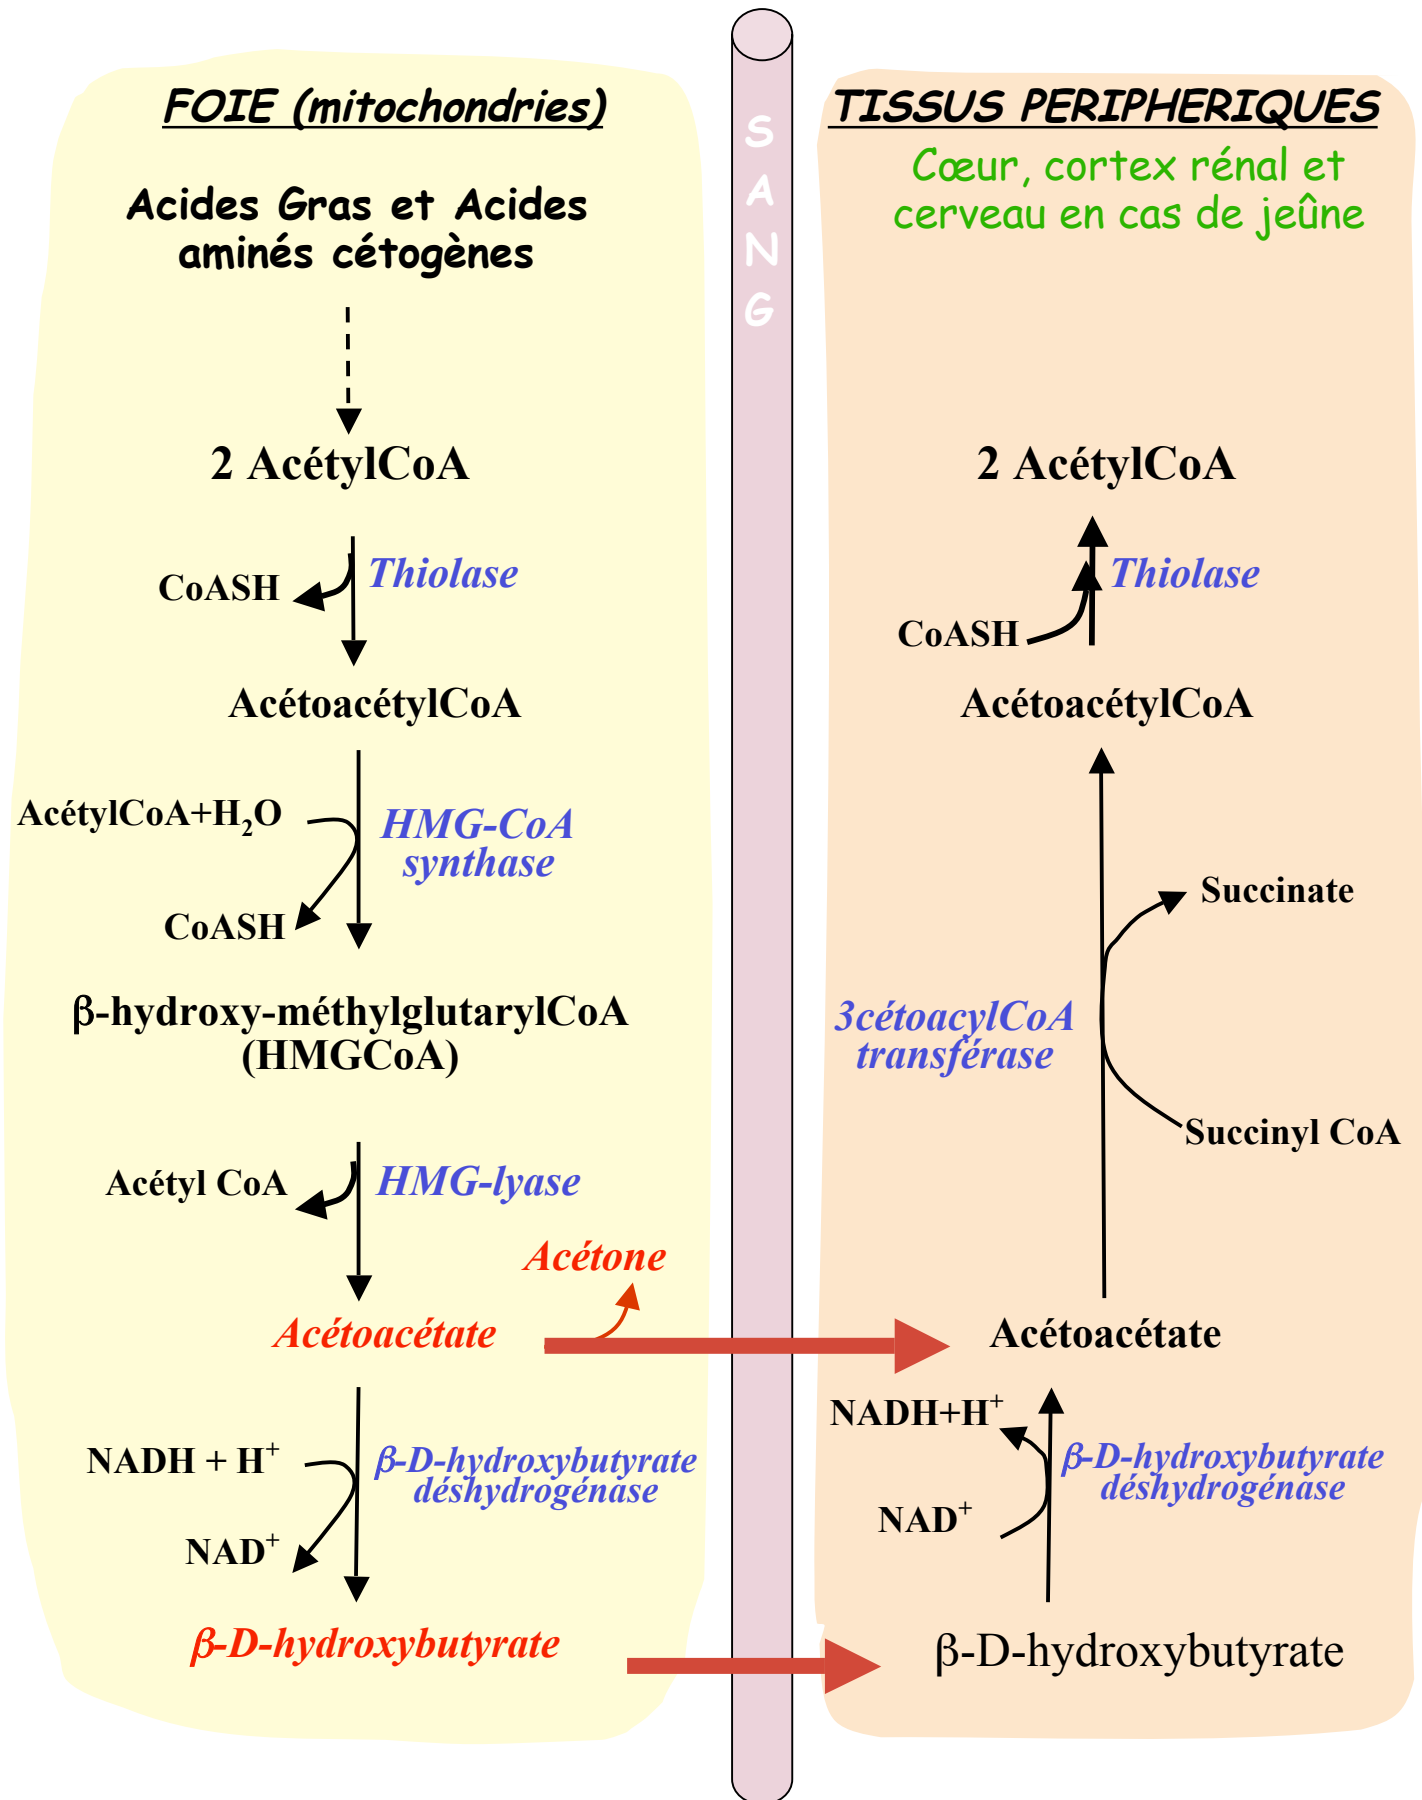 FOIE (mitochondries)
Acides Gras et Acides
aminés cétogènes
2 AcétylCoA
CoASH
Thiolase
AcétoacétylCoA
AcétylCoA+H₂O
HMG-CoA
synthase
CoASH
β-hydroxy-méthylglutarylCoA
(HMGCoA)
Acétyl CoA
HMG-lyase
Acétone
Acétoacétate
NADH + H⁺
β-D-hydroxybutyrate
déshydrogénase
NAD⁺
β-D-hydroxybutyrate
S
A
N
G
TISSUS PERIPHERIQUES
Cœur, cortex rénal et
cerveau en cas de jeûne
2 AcétylCoA
Thiolase
CoASH
AcétoacétylCoA
Succinate
3cétoacylCoA
transférase
Succinyl CoA
Acétoacétate
NADH+H⁺
β-D-hydroxybutyrate
déshydrogénase
NAD⁺
β-D-hydroxybutyrate